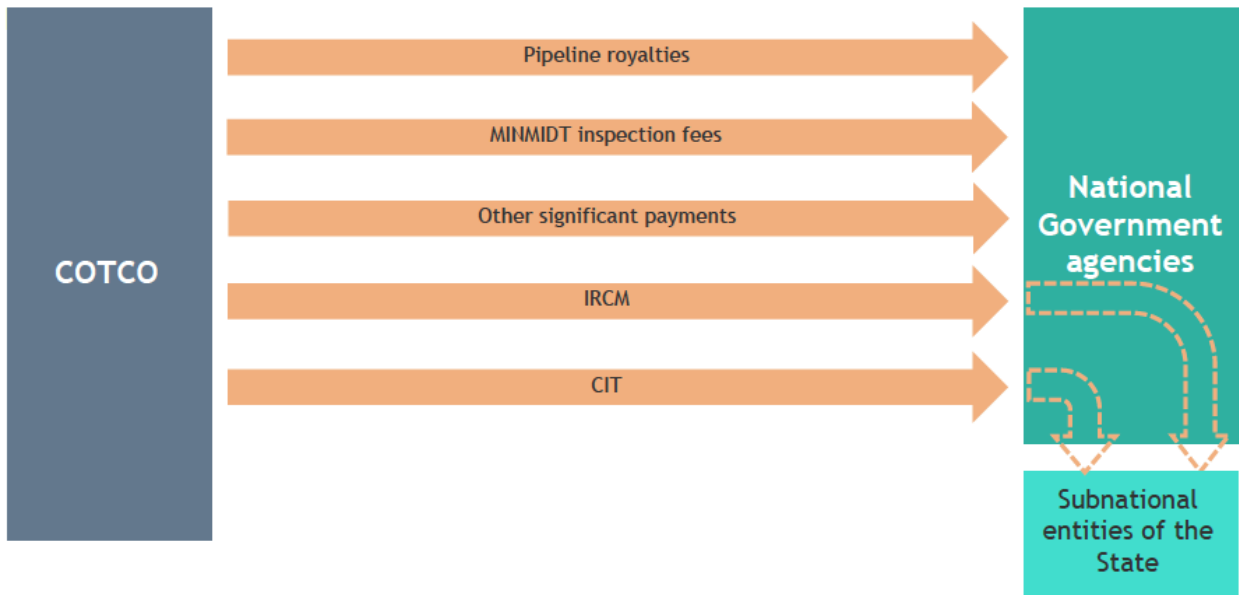 COTCO
Pipeline royalties
MINMIDT inspection fees
Other significant payments
IRCM
CIT
National
Government
agencies
Subnational
entities of the
State